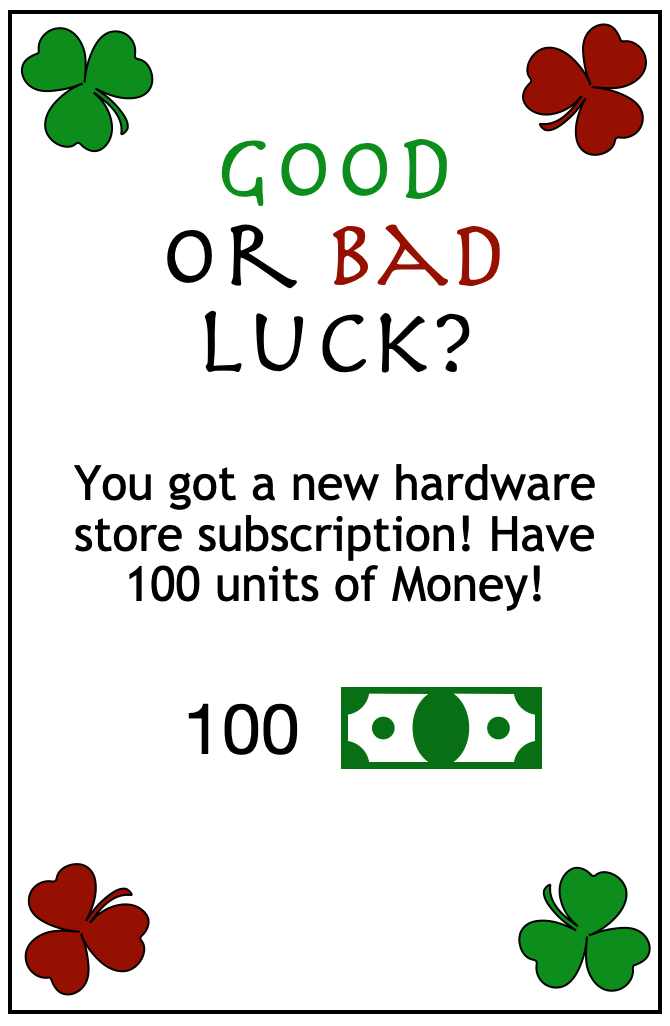 GOOD
OR BAD
LUCK?
You got a new hardware
store subscription! Have
100 units of Money!
100